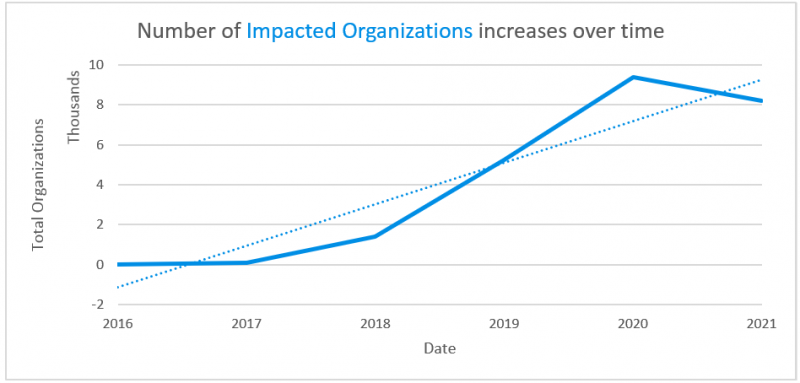 Number of Impacted Organizations increases over time
Total Organizations
Thousands
10
8
6
4
2
0
-2
2016 2017 2018 2019 2020 2021
Date